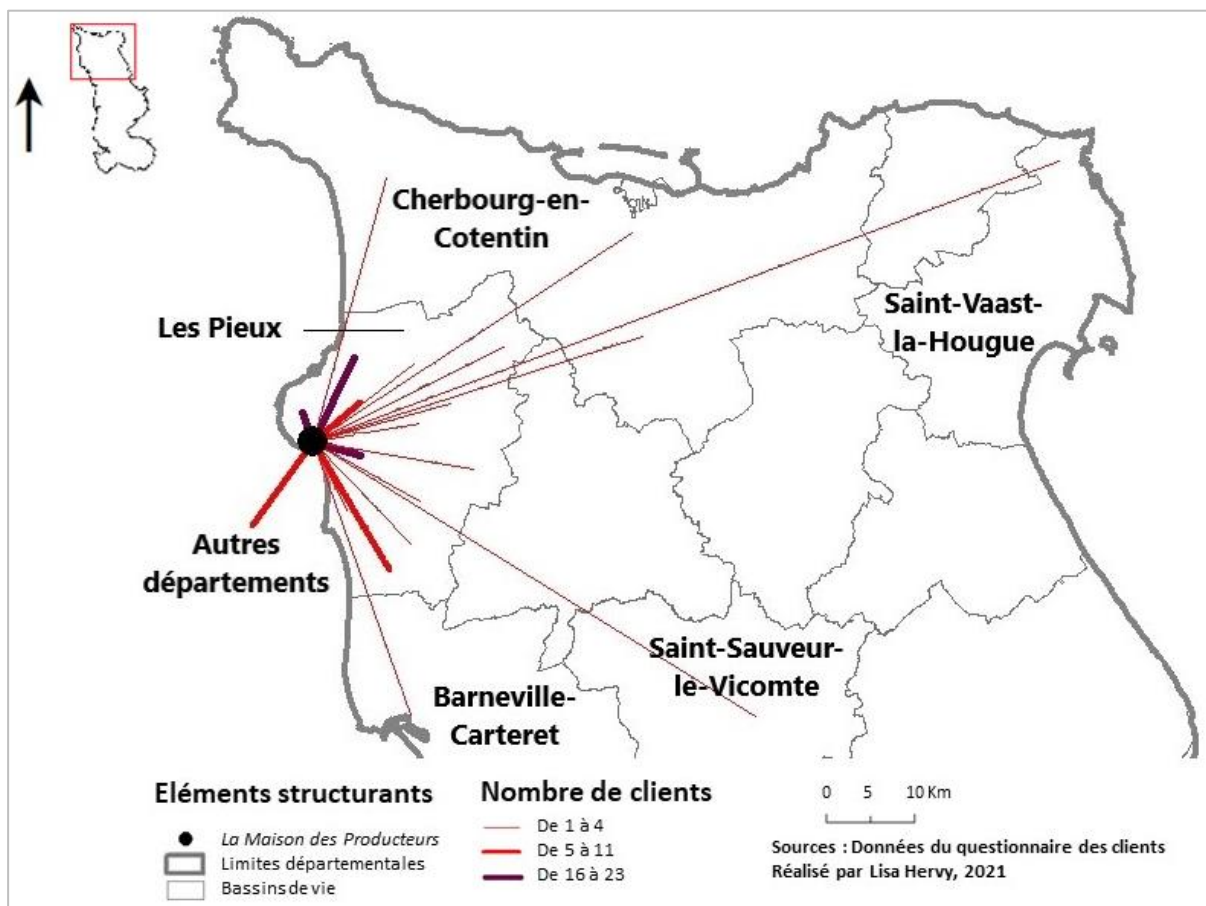 Cherbourg-en-
Cotentin
Les Pieux
Saint-Vaast-
la-Hougue
Autres
départements
Saint-Sauveur-
le-Vicomte
Barneville-
Carteret
Eléments structurants
La Maison des Producteurs
Limites départementales
Bassins de vie
Nombre de clients
De 1 à 4
De 5 à 11
De 16 à 23
0 5 10 Km
Sources : Données du questionnaire des clients
Réalisé par Lisa Hervy, 2021